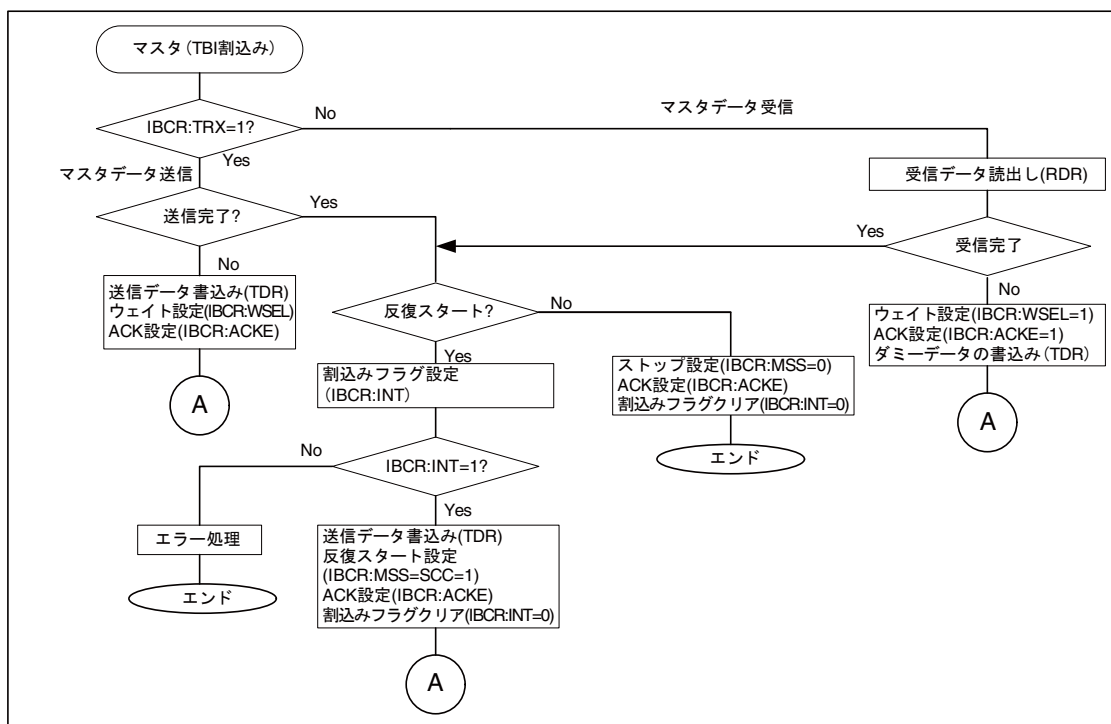 マスタ(TBI割込み)
IBCR:TRX=1?
No
マスタデータ受信
Yes
マスタデータ送信
受信データ読出し(RDR)
送信完了?
Yes
Yes
受信完了
No
送信データ書込み(TDR)
ウェイト設定(IBCR:WSEL)
ACK設定(IBCR:ACKE)
A
反復スタート?
No
No
ウェイト設定(IBCR:WSEL=1)
ACK設定(IBCR:ACKE=1)
ダミーデータの書込み(TDR)
A
Yes
割込みフラグ設定
(IBCR:INT)
ストップ設定(IBCR:MSS=0)
ACK設定(IBCR:ACKE)
割込みフラグクリア(IBCR:INT=0)
エンド
No
IBCR:INT=1?
Yes
エラー処理
エンド
送信データ書込み(TDR)
反復スタート設定
(IBCR:MSS=SCC=1)
ACK設定(IBCR:ACKE)
割込みフラグクリア(IBCR:INT=0)
A